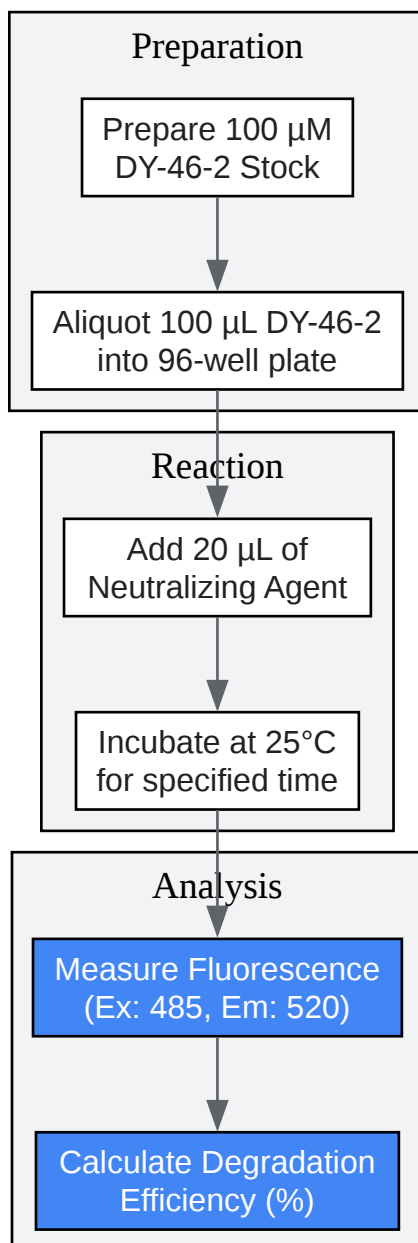 Preparation
Prepare 100 µM
DY-46-2 Stock
Aliquot 100 µL DY-46-2
into 96-well plate
Reaction
Add 20 µL of
Neutralizing Agent
Incubate at 25°C
for specified time
Analysis
Measure Fluorescence
(Ex: 485, Em: 520)
Calculate Degradation
Efficiency (%)